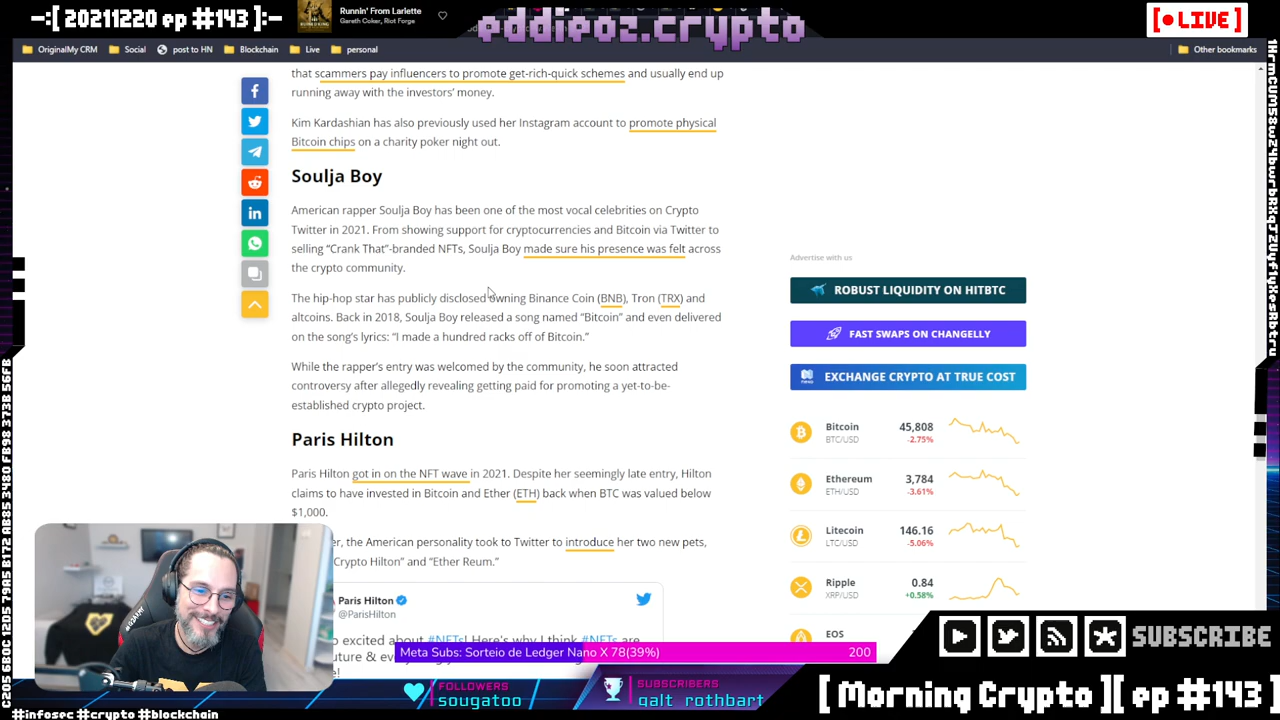 -:[ 20211220 ep #143 ]:-
Runnin' From Larlette
Gareth Coker, Riot Forge
eddieoz.crypto
[ LIVE ]
OriginalMy CRM
Social
post to HN
Blockchain
Live
personal
Other bookmarks
that scammers pay influencers to promote get-rich-quick schemes and usually end up
running away with the investors' money.
Kim Kardashian has also previously used her Instagram account to promote physical
Bitcoin chips on a charity poker night out.
Soulja Boy
American rapper Soulja Boy has been one of the most vocal celebrities on Crypto
Twitter in 2021. From showing support for cryptocurrencies and Bitcoin via Twitter to
selling “Crank That”-branded NFTs, Soulja Boy made sure his presence was felt across
the crypto community.
The hip-hop star has publicly disclosed owning Binance Coin (BNB), Tron (TRX) and
altcoins. Back in 2018, Soulja Boy released a song named “Bitcoin” and even delivered
on the song's lyrics: “I made a hundred racks off of Bitcoin.”
While the rapper's entry was welcomed by the community, he soon attracted
controversy after allegedly revealing getting paid for promoting a yet-to-be-
established crypto project.
Paris Hilton
Paris Hilton got in on the NFT wave in 2021. Despite her seemingly late entry, Hilton
claims to have invested in Bitcoin and Ether (ETH) back when BTC was valued below
$1,000.
the American personality took to Twitter to introduce her two new pets,
Crypto Hilton” and “Ether Reum.”
Paris Hilton
@ParisHilton
excited about #NFTs! Here's why I think #NFTs are
Advertise with us
ROBUST LIQUIDITY ON HITBTC
FAST SWAPS ON CHANGELLY
EXCHANGE CRYPTO AT TRUE COST
Bitcoin 45,808
BTC/USD -2.75%
Ethereum 3,784
ETH/USD -3.61%
Litecoin 146.16
LTC/USD -5.06%
Ripple 0.84
XRP/USD +0.58%
EOS
Meta Subs: Sorteio de Ledger Nano X 78(39%) 200
SUBSCRIBE
FOLLOWERS
sougatoo
SUBSCRIBERS
galt_rothbart
[ Morning Crypto ][ ep #143 ]
#infosec #crypto #blockchain